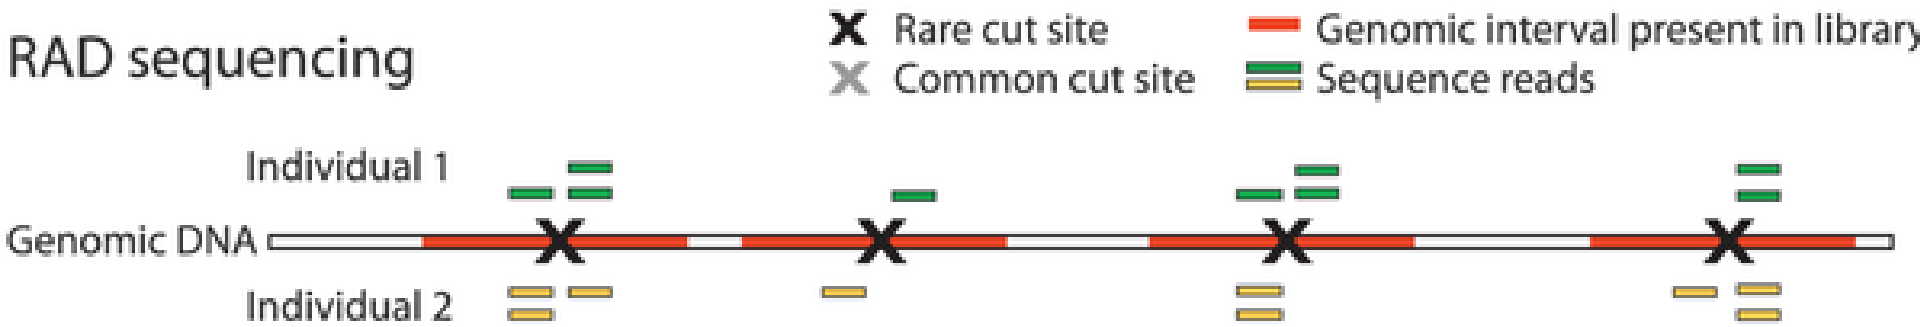 RAD sequencing
Rare cut site
Common cut site
Genomic interval present in library
Sequence reads
Individual 1
Genomic DNA
Individual 2